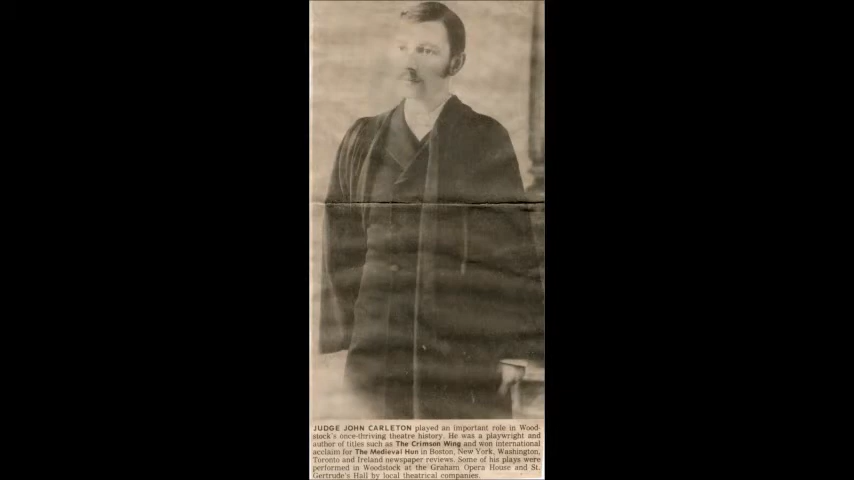 JUDGE JOHN CARLETON played an important role in Wood-
stock's once-thriving theatre history. He was a playwright and
author of titles such as The Crimson Wing and won international
acclaim for The Medieval Hun in Boston, New York, Washington,
Toronto and Ireland newspaper reviews. Some of his plays were
performed in Woodstock at the Graham Opera House and St.
Gertrude's Hall by local theatrical companies.